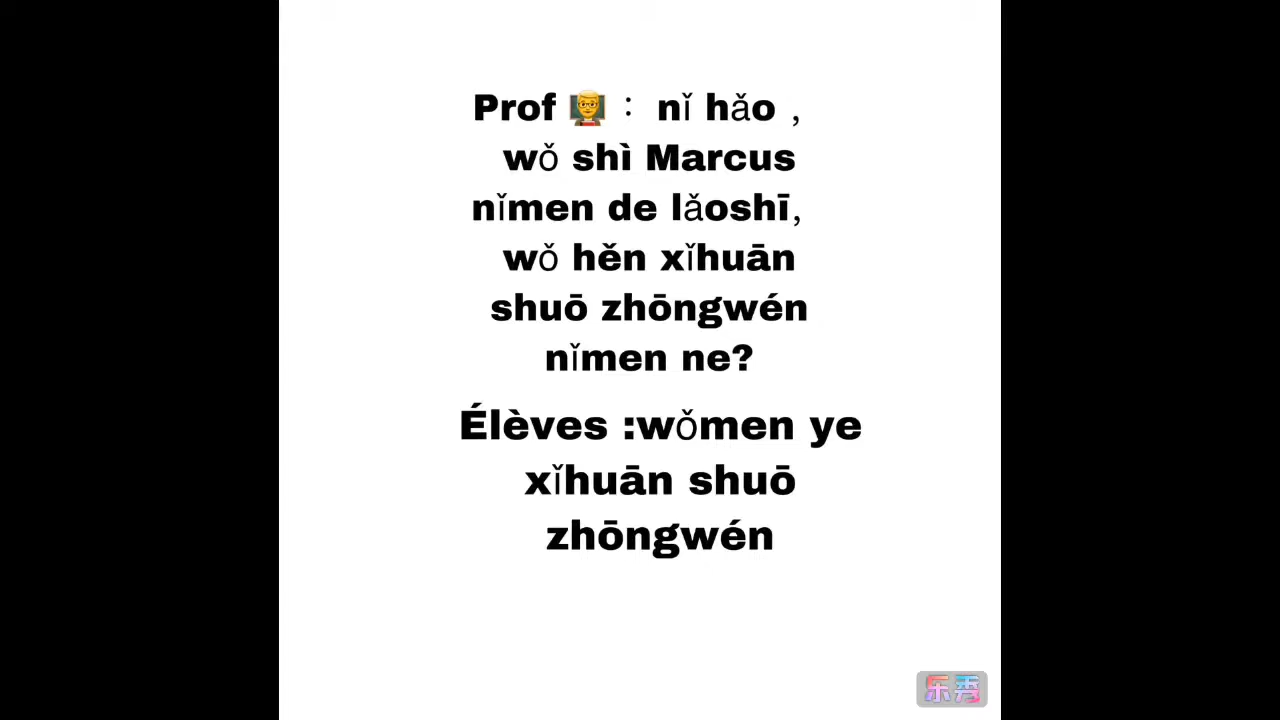 Prof 👨‍🏫 : nǐ hǎo ,
wǒ shì Marcus
nǐmen de lǎoshī,
wǒ hěn xǐhuān
shuō zhōngwén
nǐmen ne?
Élèves :wǒmen ye
xǐhuān shuō
zhōngwén
乐秀